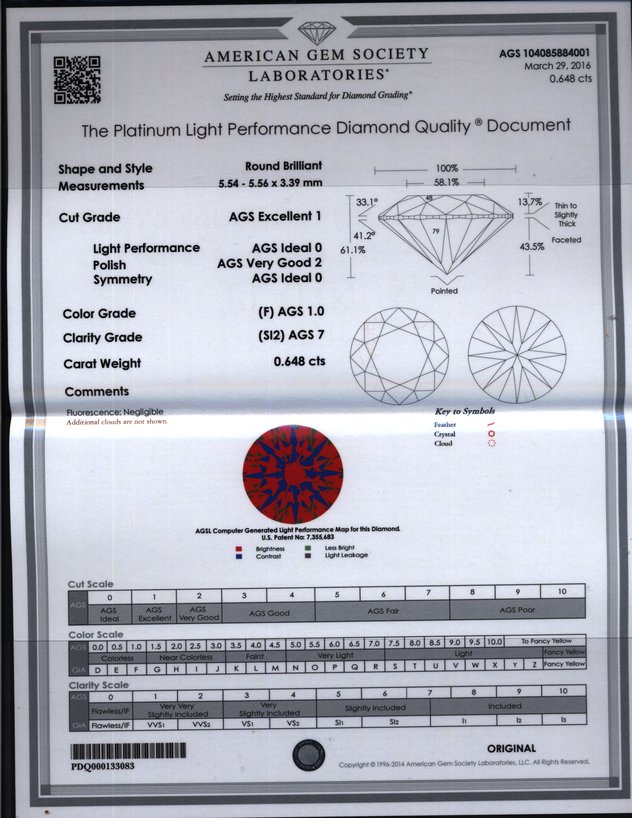 AMERICAN GEM SOCIETY
LABORATORIES®
Setting the Highest Standard for Diamond Grading®
AGS 104085884001
March 29, 2016
0.648 cts
The Platinum Light Performance Diamond Quality ® Document
Shape and Style Round Brilliant
Measurements 5.54 - 5.56 x 3.39 mm
Cut Grade AGS Excellent 1
Light Performance AGS Ideal 0
Polish AGS Very Good 2
Symmetry AGS Ideal 0
Color Grade (F) AGS 1.0
Clarity Grade (SI2) AGS 7
Carat Weight 0.648 cts
Comments
Fluorescence: Negligible
Additional clouds are not shown.
100%
58.1%
33.1°
48
13.7%
Thin to
Slightly
Thick
41.2°
79
61.1%
43.5%
Faceted
Pointed
Key to Symbols
Feather
Crystal
Cloud
AGSL Computer Generated Light Performance Map for this Diamond.
U.S. Patent No: 7,355,683
Brightness Less Bright
Contrast Light Leakage
Cut Scale
AGS 0 1 2 3 4 5 6 7 8 9 10
AGS Ideal AGS Excellent AGS Very Good AGS Good AGS Fair AGS Poor
Color Scale
AGS 0.0 0.5 1.0 1.5 2.0 2.5 3.0 3.5 4.0 4.5 5.0 5.5 6.0 6.5 7.0 7.5 8.0 8.5 9.0 9.5 10.0 To Fancy Yellow
Colorless Near Colorless Faint Very Light Light Fancy Yellow
GIA D E F G H I J K L M N O P Q R S T U V W X Y Z Fancy Yellow
Clarity Scale
AGS 0 1 2 3 4 5 6 7 8 9 10
Flawless/IF Very Very Slightly Included Very Slightly Included Slightly Included Included
GIA Flawless/IF VVS1 VVS2 VS1 VS2 SI1 SI2 I1 I2 I3
PDQ000133083
ORIGINAL
Copyright ©1996-2014 American Gem Society Laboratories, LLC. All Rights Reserved.